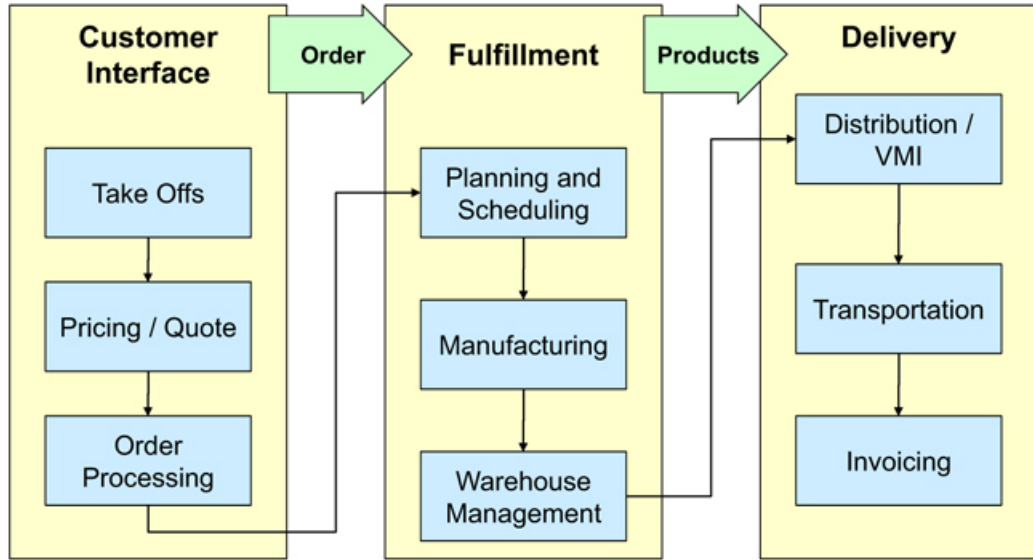 Customer
Interface
Order
Fulfillment
Products
Delivery
Take Offs
Pricing / Quote
Order
Processing
Planning and
Scheduling
Manufacturing
Warehouse
Management
Distribution /
VMI
Transportation
Invoicing